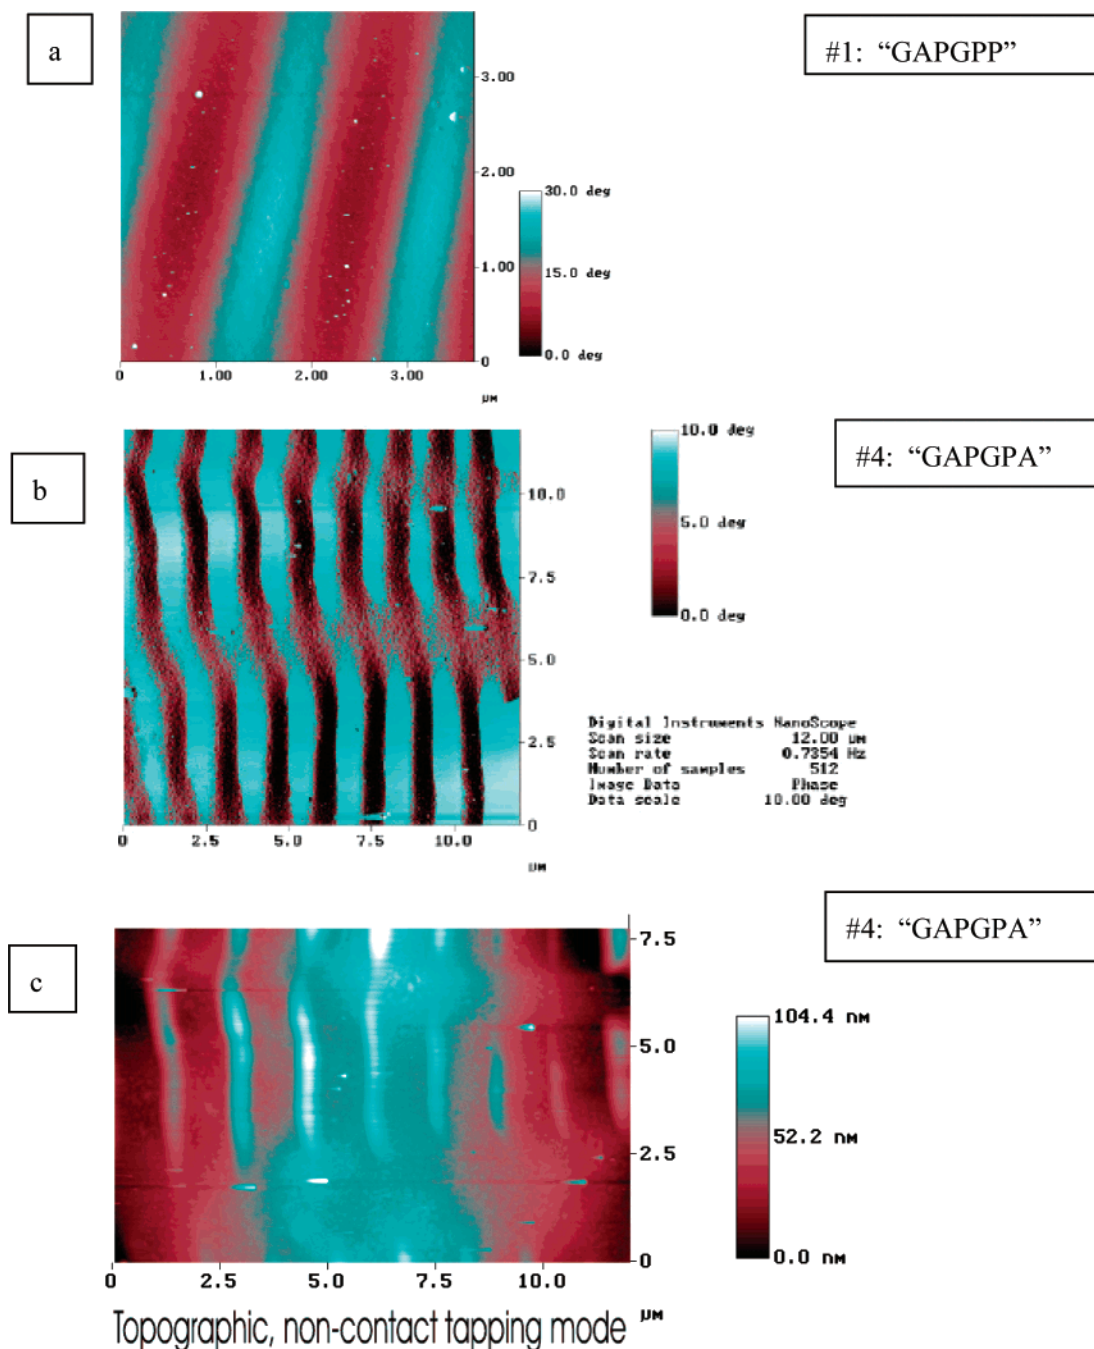 a
#1: “GAPGPP”
3.00
2.00
1.00
0
30.0 deg
15.0 deg
0.0 deg
0 1.00 2.00 3.00
µM
b
#4: “GAPGPA”
10.0
7.5
5.0
2.5
0
10.0 deg
5.0 deg
0.0 deg
Digital Instruments NanoScope
Scan size 12.00 µm
Scan rate 0.7354 Hz
Number of samples 512
Image Data Phase
Data scale 10.00 deg
0 2.5 5.0 7.5 10.0
µM
c
#4: “GAPGPA”
7.5
5.0
2.5
0
104.4 nM
52.2 nM
0.0 nM
0 2.5 5.0 7.5 10.0
µM
Topographic, non-contact tapping mode